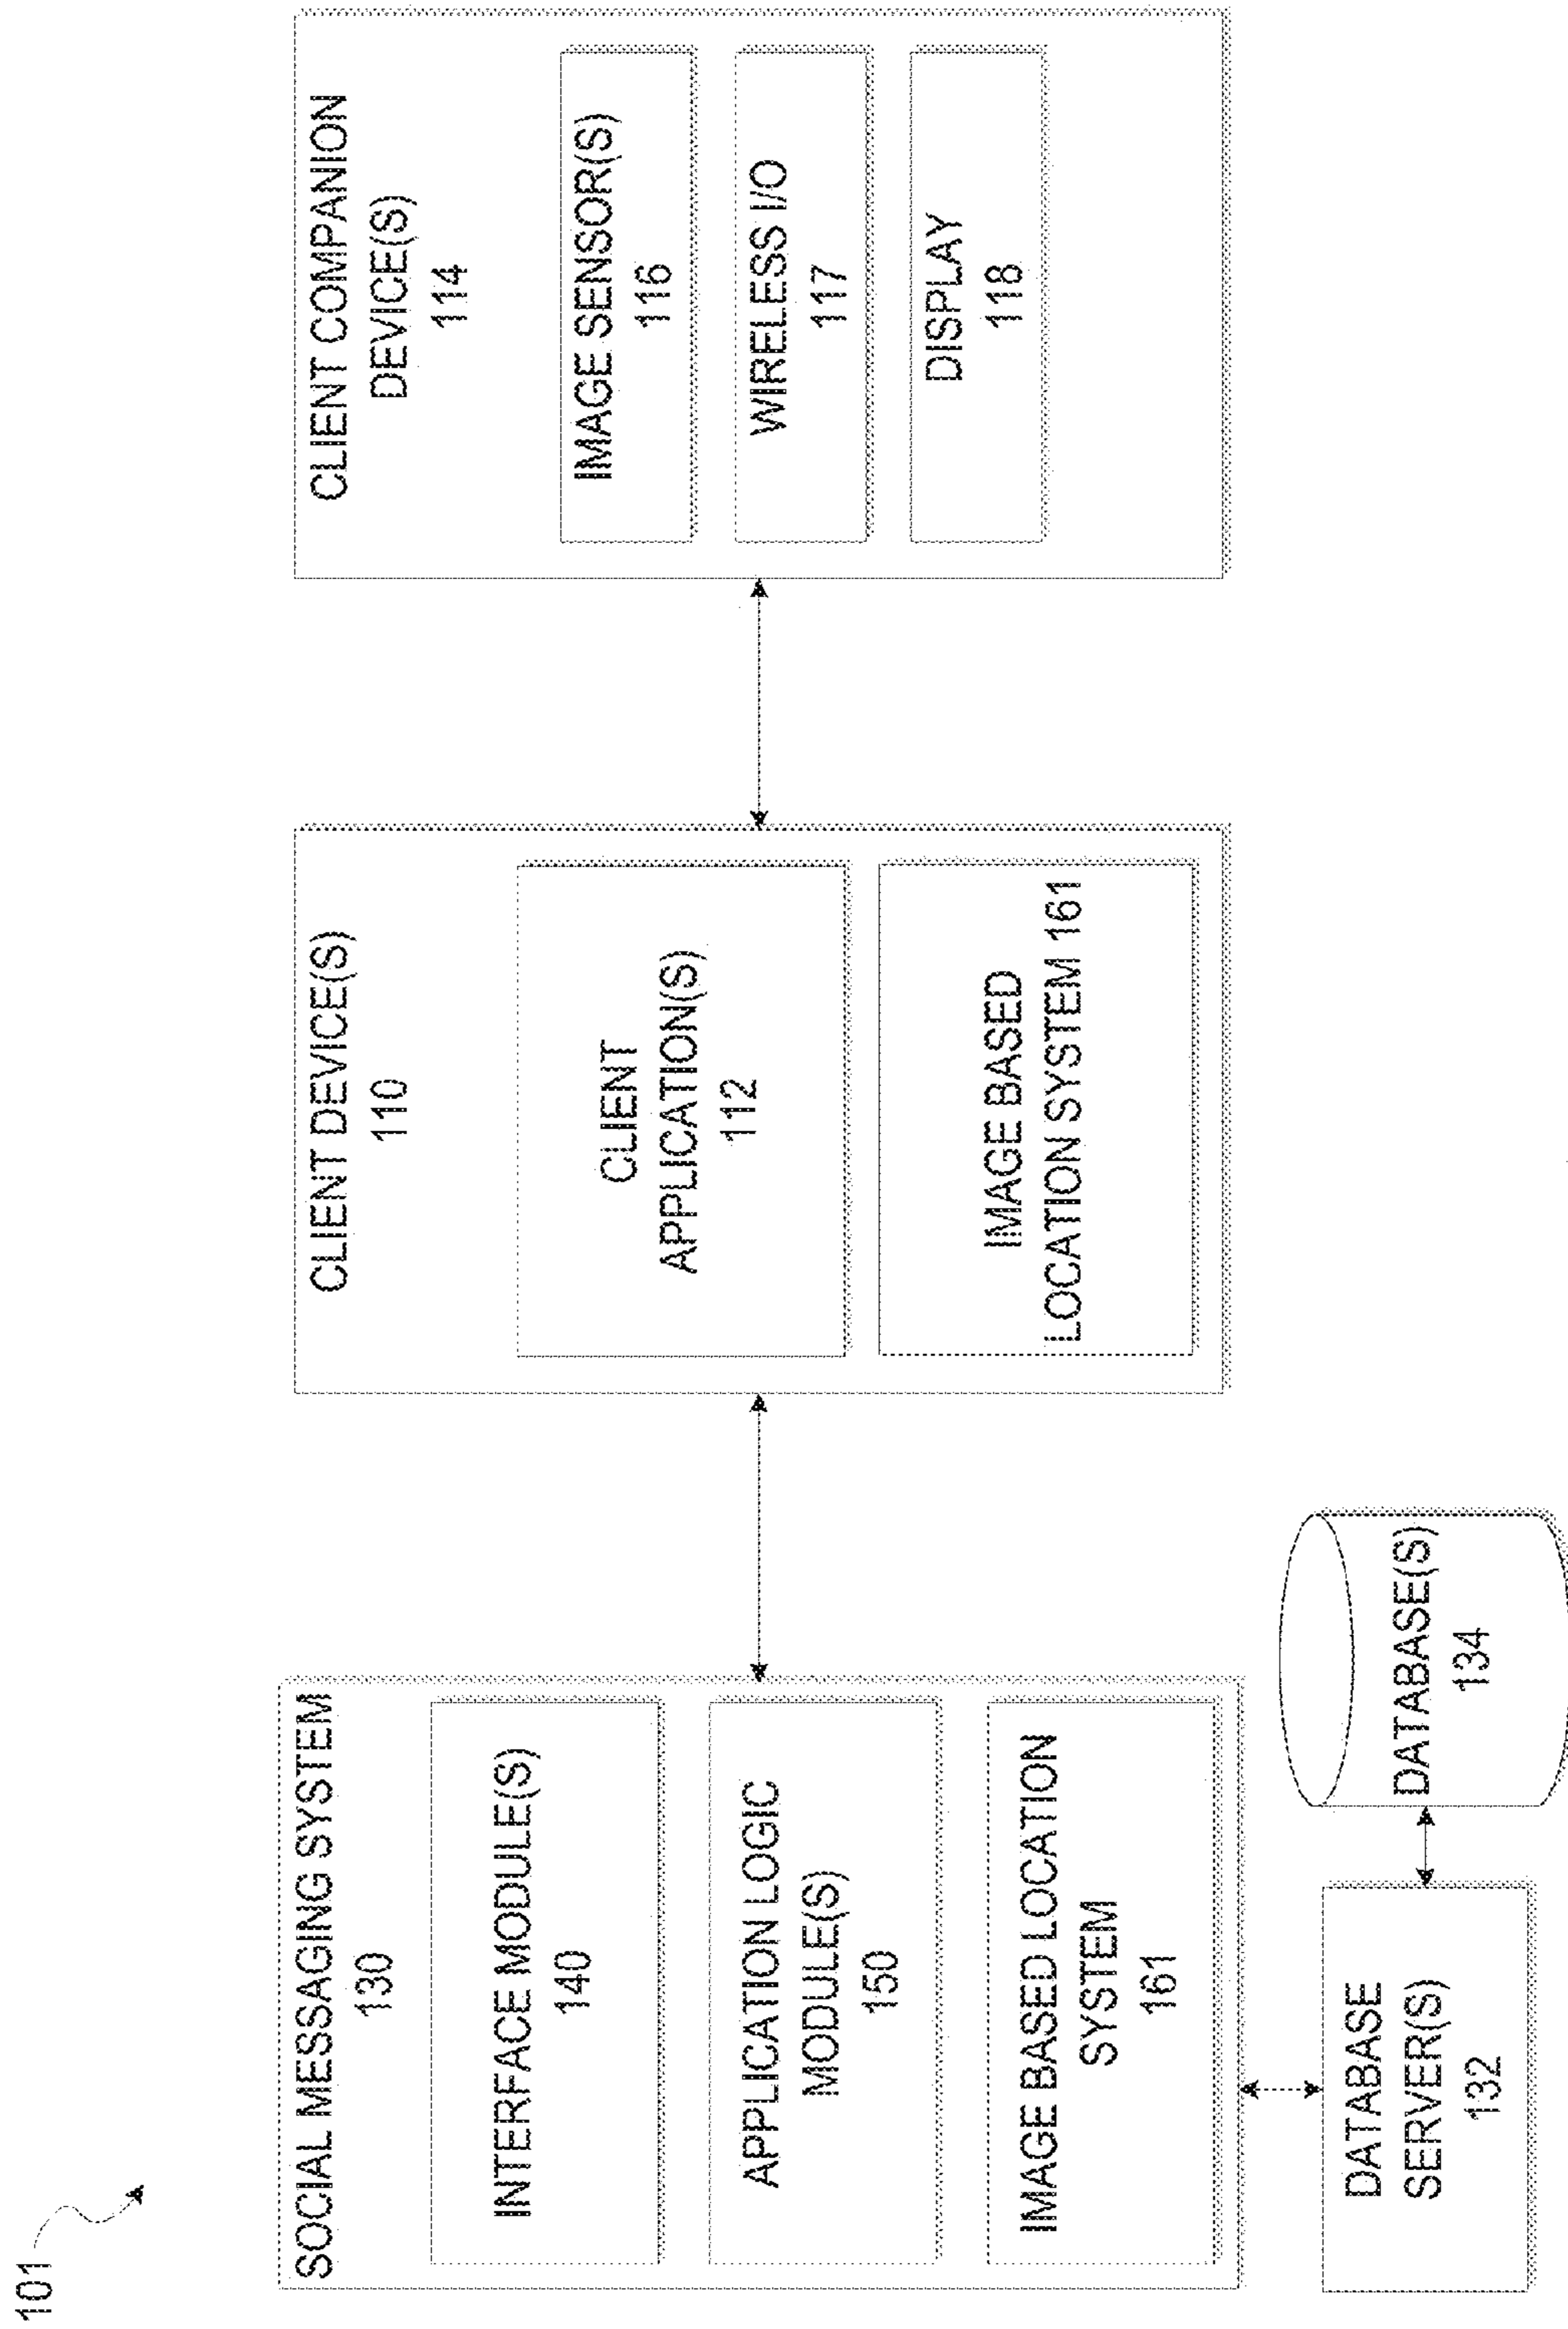 101
SOCIAL MESSAGING SYSTEM
130
INTERFACE MODULE(S)
140
APPLICATION LOGIC
MODULE(S)
150
IMAGE BASED LOCATION
SYSTEM
161
DATABASE
SERVER(S)
132
DATABASE(S)
134
CLIENT DEVICE(S)
110
CLIENT
APPLICATION(S)
112
IMAGE BASED
LOCATION SYSTEM 161
CLIENT COMPANION
DEVICE(S)
114
IMAGE SENSOR(S)
116
WIRELESS I/O
117
DISPLAY
118